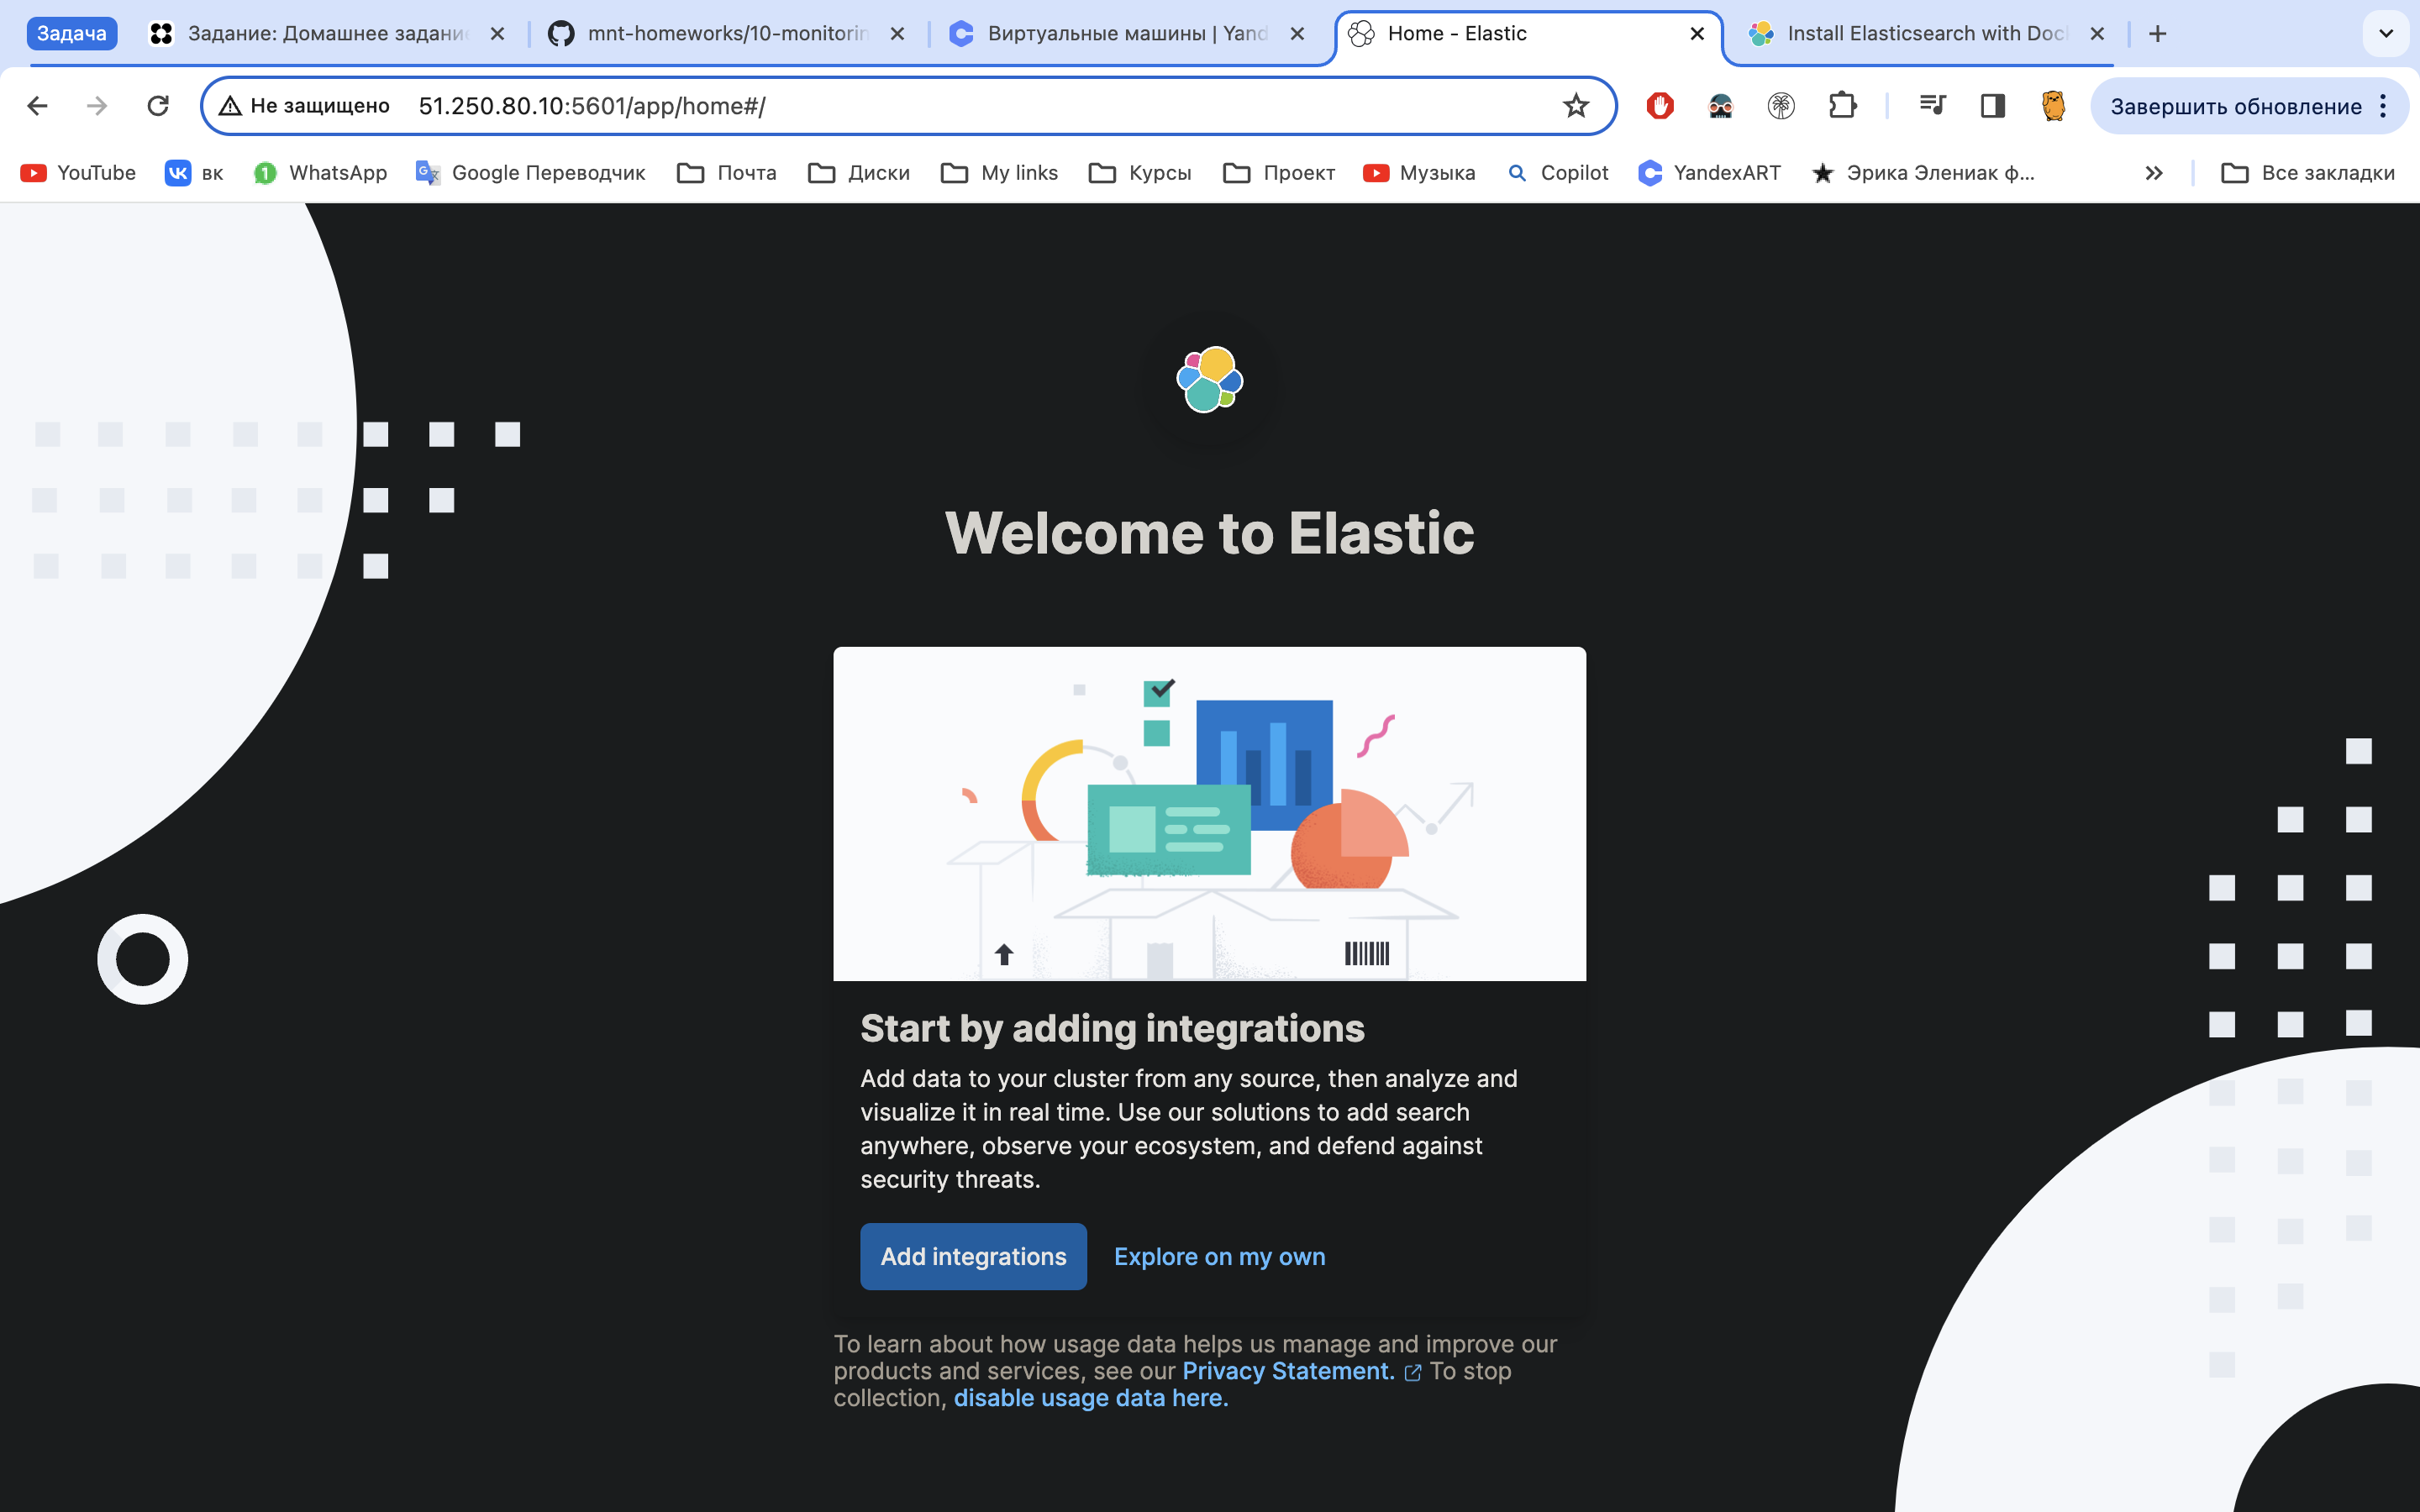 Задача
Задание: Домашнее задание
mnt-homeworks/10-monitorin
Виртуальные машины | Yand
Home - Elastic
Install Elasticsearch with Doc
Не защищено
51.250.80.10:5601/app/home#/
Завершить обновление
YouTube
вк
WhatsApp
Google Переводчик
Почта
Диски
My links
Курсы
Проект
Музыка
Copilot
YandexART
Эрика Элениак ф...
Все закладки
Welcome to Elastic
Start by adding integrations
Add data to your cluster from any source, then analyze and
visualize it in real time. Use our solutions to add search
anywhere, observe your ecosystem, and defend against
security threats.
Add integrations
Explore on my own
To learn about how usage data helps us manage and improve our
products and services, see our Privacy Statement. To stop
collection, disable usage data here.